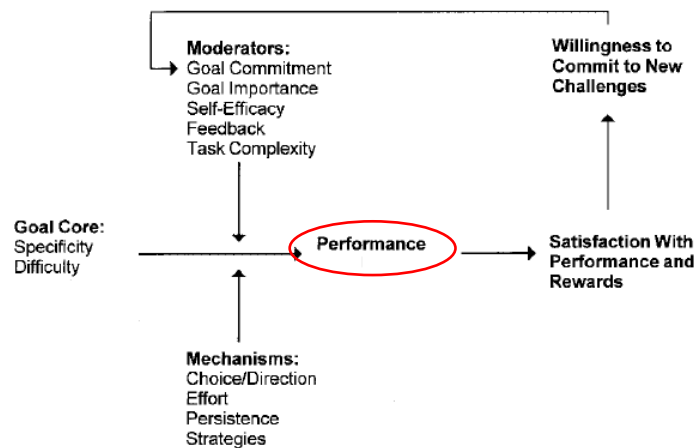 Moderators:
Goal Commitment
Goal Importance
Self-Efficacy
Feedback
Task Complexity
Willingness to
Commit to New
Challenges
Goal Core:
Specificity
Difficulty
Performance
Satisfaction With
Performance and
Rewards
Mechanisms:
Choice/Direction
Effort
Persistence
Strategies